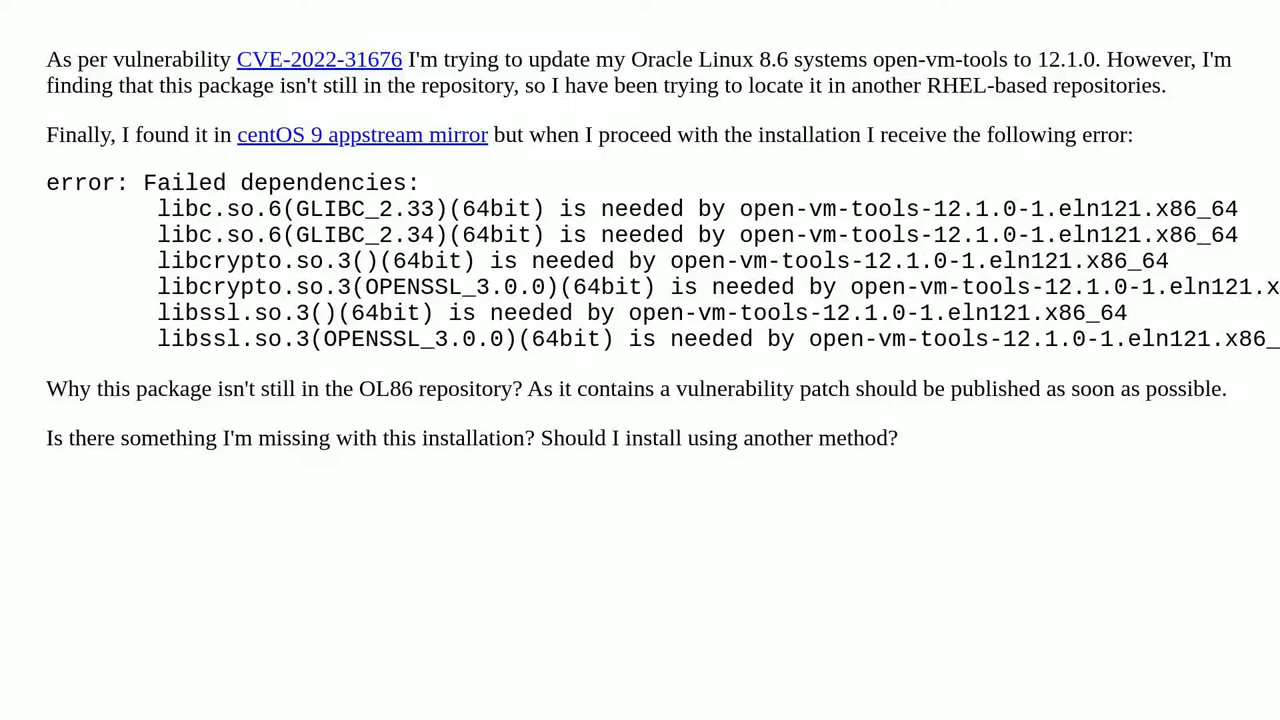 As per vulnerability CVE-2022-31676 I'm trying to update my Oracle Linux 8.6 systems open-vm-tools to 12.1.0. However, I'm
finding that this package isn't still in the repository, so I have been trying to locate it in another RHEL-based repositories.
Finally, I found it in centOS 9 appstream mirror but when I proceed with the installation I receive the following error:
error: Failed dependencies:
libc.so.6(GLIBC_2.33)(64bit) is needed by open-vm-tools-12.1.0-1.eln121.x86_64
libc.so.6(GLIBC_2.34)(64bit) is needed by open-vm-tools-12.1.0-1.eln121.x86_64
libcrypto.so.3()(64bit) is needed by open-vm-tools-12.1.0-1.eln121.x86_64
libcrypto.so.3(OPENSSL_3.0.0)(64bit) is needed by open-vm-tools-12.1.0-1.eln121.x
libssl.so.3()(64bit) is needed by open-vm-tools-12.1.0-1.eln121.x86_64
libssl.so.3(OPENSSL_3.0.0)(64bit) is needed by open-vm-tools-12.1.0-1.eln121.x86_
Why this package isn't still in the OL86 repository? As it contains a vulnerability patch should be published as soon as possible.
Is there something I'm missing with this installation? Should I install using another method?